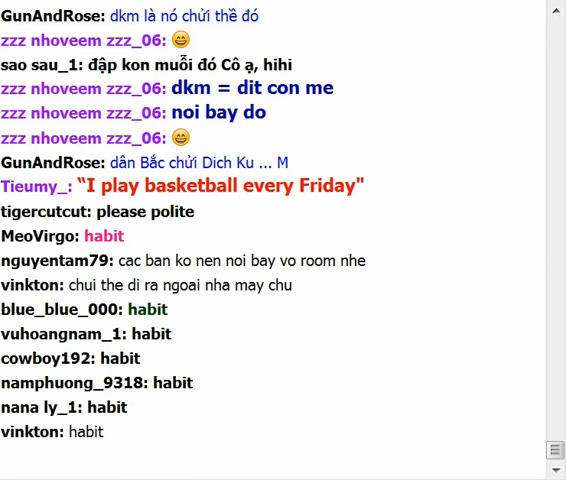 GunAndRose: dkm là nó chửi thề đó
zzz nhoveem zzz_06: 😄
sao sau_1: đập kon muỗi đó Cô ạ, hihi
zzz nhoveem zzz_06: dkm = dit con me
zzz nhoveem zzz_06: noi bay do
zzz nhoveem zzz_06: 😄
GunAndRose: dân Bắc chửi Dich Ku ... M
Tieumy_: “I play basketball every Friday"
tigercutcut: please polite
MeoVirgo: habit
nguyentam79: cac ban ko nen noi bay vo room nhe
vinkton: chui the di ra ngoai nha may chu
blue_blue_000: habit
vuhoangnam_1: habit
cowboy192: habit
namphuong_9318: habit
nana ly_1: habit
vinkton: habit